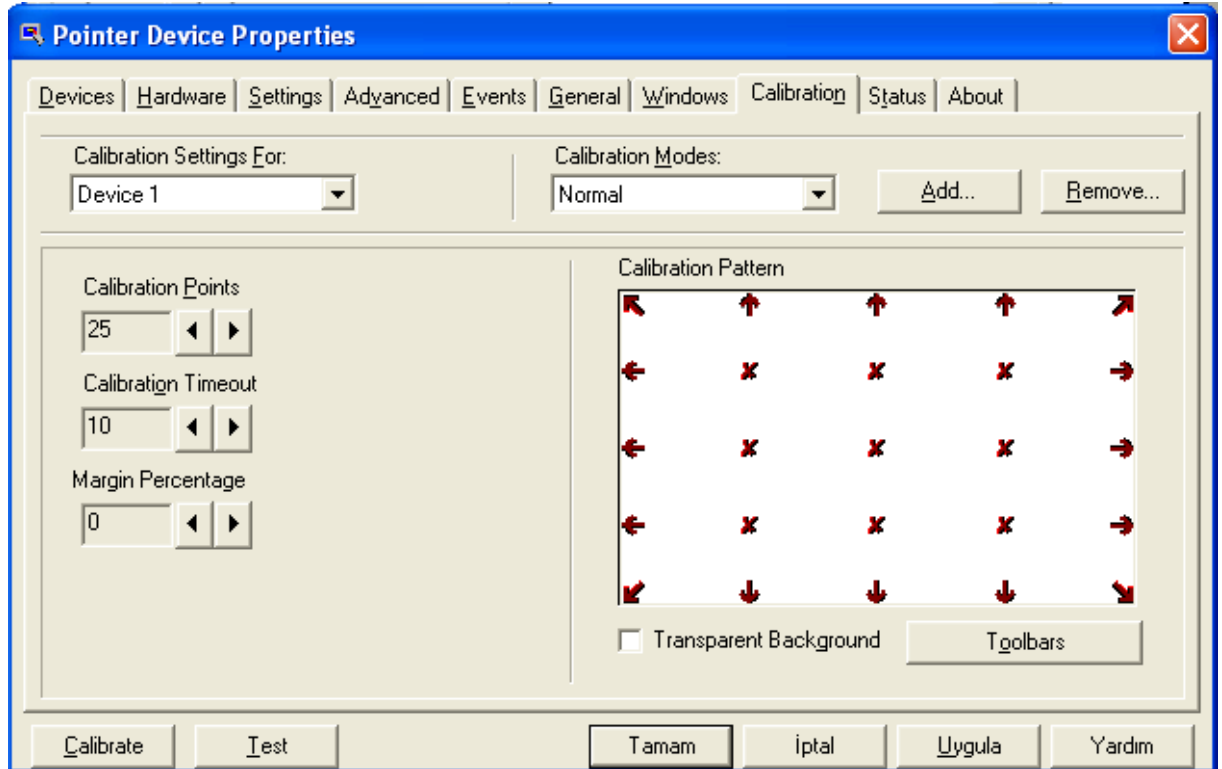 Pointer Device Properties
Devices Hardware Settings Advanced Events General Windows Calibration Status About
Calibration Settings For: Calibration Modes:
Device 1 Normal Add... Remove...
Calibration Points Calibration Pattern
25
Calibration Timeout
10
Margin Percentage
0
Transparent Background Toolbars
Calibrate Test Tamam İptal Uygula Yardım